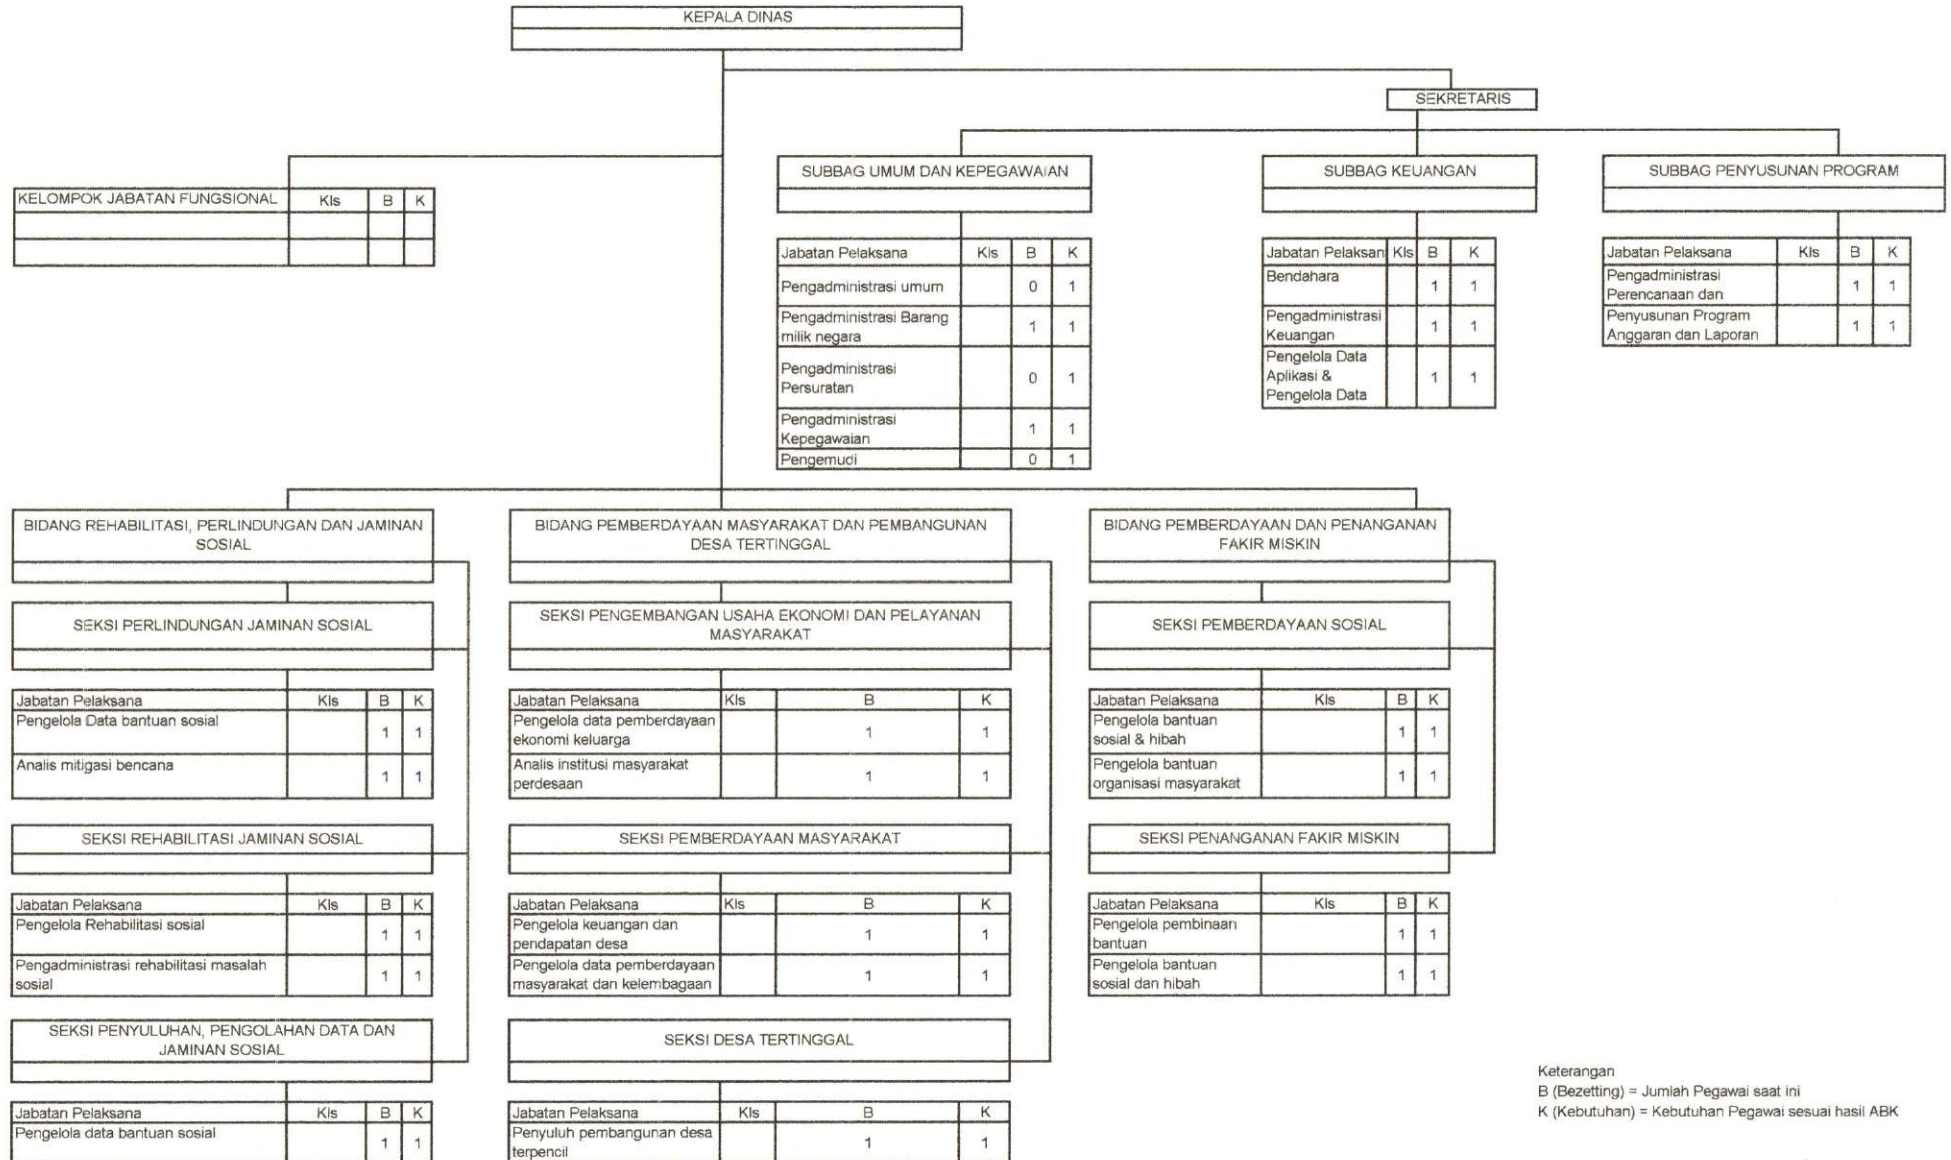 KEPALA DINAS
SEKRETARIS
SUBBAG UMUM DAN KEPEGAWAIAN
SUBBAG KEUANGAN
SUBBAG PENYUSUNAN PROGRAM
KELOMPOK JABATAN FUNGSIONAL Kls B K
Jabatan Pelaksana Kls B K
Pengadministrasi umum 0 1
Pengadministrasi Barang
milik negara 1 1
Pengadministrasi
Persuratan 0 1
Pengadministrasi
Kepegawaian 1 1
Pengemudi 0 1
Jabatan Pelaksan Kls B K
Bendahara 1 1
Pengadministrasi
Keuangan 1 1
Pengelola Data
Aplikasi & 1 1
Pengelola Data
Jabatan Pelaksana Kls B K
Pengadministrasi
Perencanaan dan 1 1
Penyusunan Program
Anggaran dan Laporan 1 1
BIDANG REHABILITASI, PERLINDUNGAN DAN JAMINAN
SOSIAL
SEKSI PERLINDUNGAN JAMINAN SOSIAL
Jabatan Pelaksana Kls B K
Pengelola Data bantuan sosial 1 1
Analis mitigasi bencana 1 1
SEKSI REHABILITASI JAMINAN SOSIAL
Jabatan Pelaksana Kls B K
Pengelola Rehabilitasi sosial 1 1
Pengadministrasi rehabilitasi masalah
sosial 1 1
SEKSI PENYULUHAN, PENGOLAHAN DATA DAN
JAMINAN SOSIAL
Jabatan Pelaksana Kls B K
Pengelola data bantuan sosial 1 1
BIDANG PEMBERDAYAAN MASYARAKAT DAN PEMBANGUNAN
DESA TERTINGGAL
SEKSI PENGEMBANGAN USAHA EKONOMI DAN PELAYANAN
MASYARAKAT
Jabatan Pelaksana Kls B K
Pengelola data pemberdayaan
ekonomi keluarga 1 1
Analis institusi masyarakat
perdesaan 1 1
SEKSI PEMBERDAYAAN MASYARAKAT
Jabatan Pelaksana Kls B K
Pengelola keuangan dan
pendapatan desa 1 1
Pengelola data pemberdayaan
masyarakat dan kelembagaan 1 1
SEKSI DESA TERTINGGAL
Jabatan Pelaksana Kls B K
Penyuluh pembangunan desa
terpencil 1 1
BIDANG PEMBERDAYAAN DAN PENANGANAN
FAKIR MISKIN
SEKSI PEMBERDAYAAN SOSIAL
Jabatan Pelaksana Kls B K
Pengelola bantuan
sosial & hibah 1 1
Pengelola bantuan
organisasi masyarakat 1 1
SEKSI PENANGANAN FAKIR MISKIN
Jabatan Pelaksana Kls B K
Pengelola pembinaan
bantuan 1 1
Pengelola bantuan
sosial dan hibah 1 1
Keterangan
B (Bezetting) = Jumlah Pegawai saat ini
K (Kebutuhan) = Kebutuhan Pegawai sesuai hasil ABK